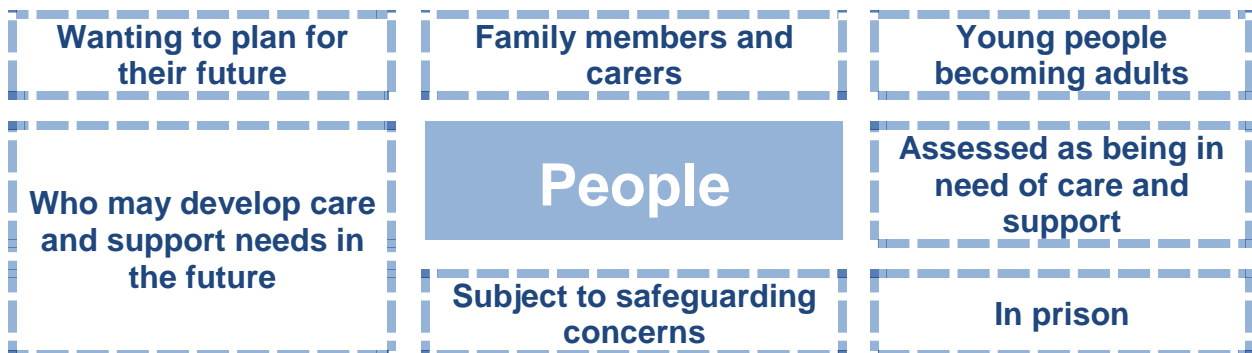 Wanting to plan for
their future
Family members and
carers
Young people
becoming adults
Who may develop care
and support needs in
the future
People
Assessed as being in
need of care and
support
Subject to safeguarding
concerns
In prison